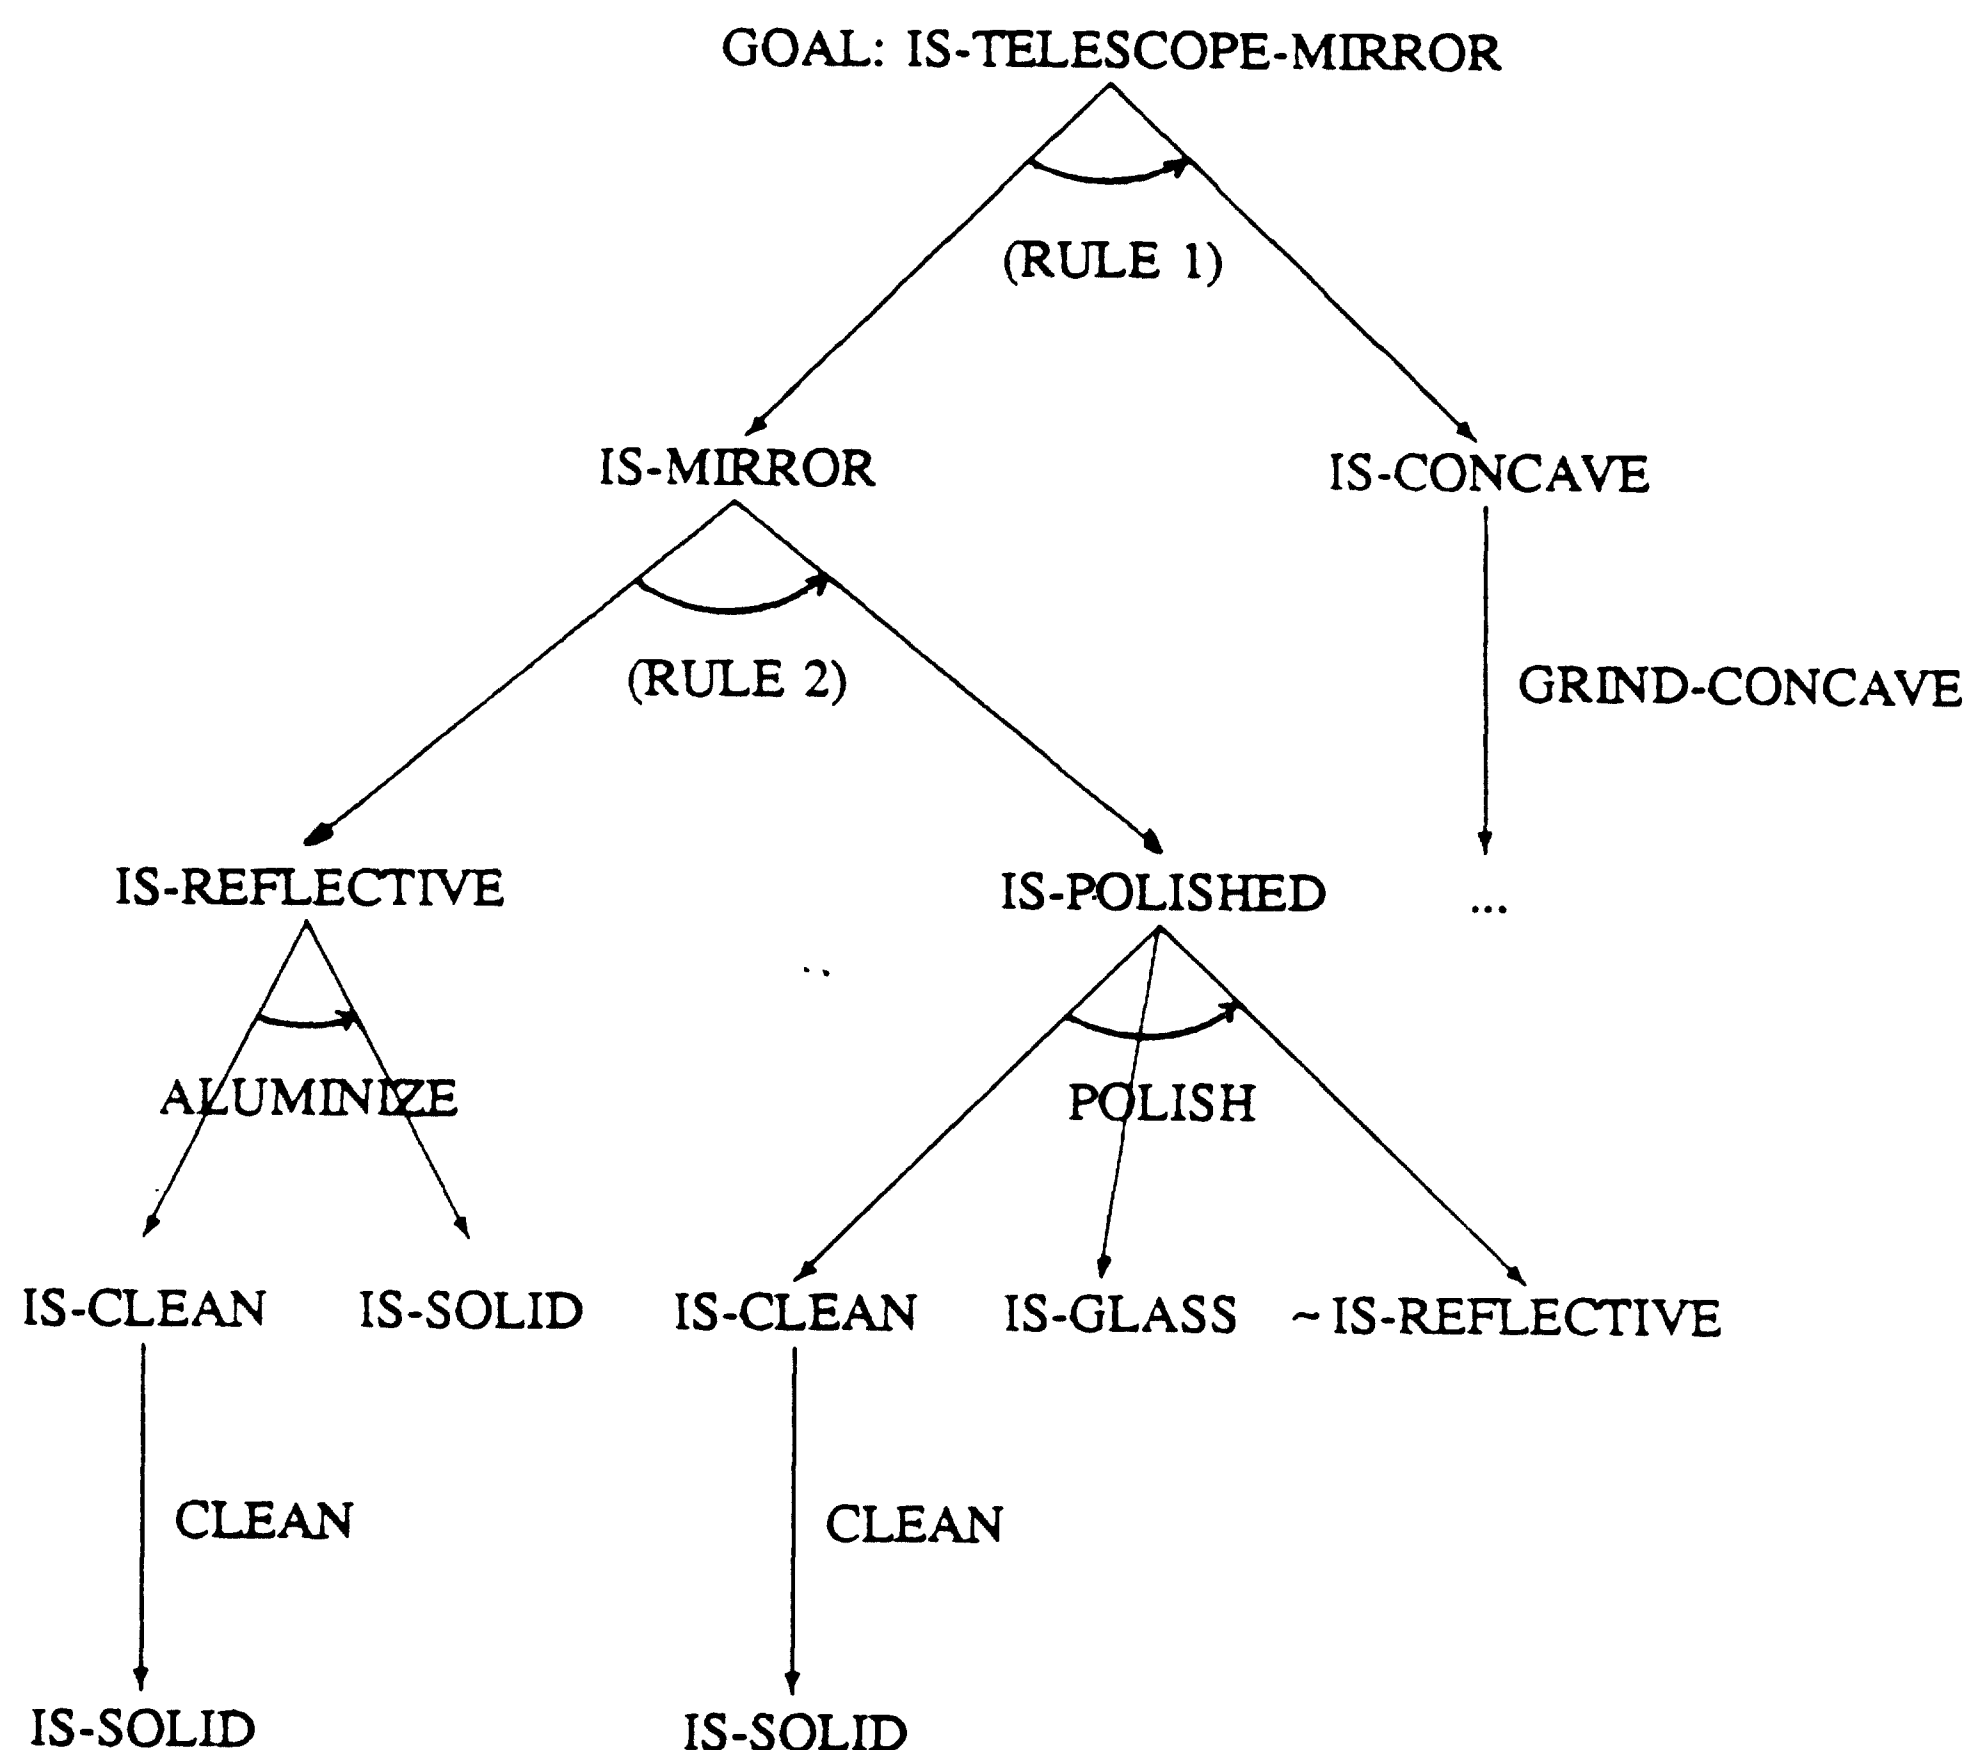 GOAL: IS-TELESCOPE-MIRROR
(RULE 1)
IS-MIRROR
IS-CONCAVE
(RULE 2)
GRIND-CONCAVE
IS-REFLECTIVE
IS-POLISHED
...
ALUMINIZE
POLISH
IS-CLEAN
IS-SOLID
IS-CLEAN
IS-GLASS
~IS-REFLECTIVE
CLEAN
CLEAN
IS-SOLID
IS-SOLID